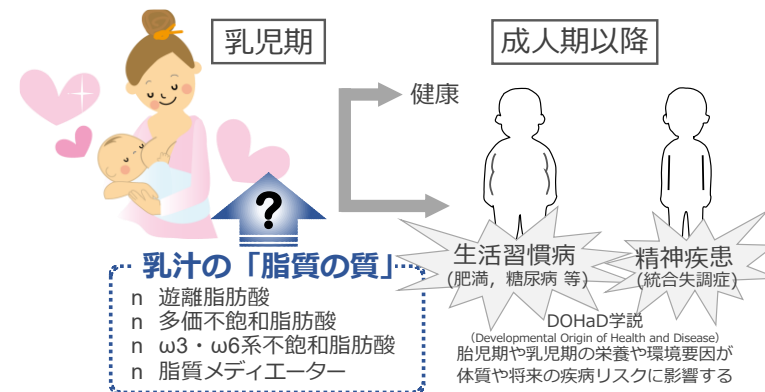 乳児期
成人期以降
健康
?
乳汁の「脂質の質」
n 遊離脂肪酸
n 多価不飽和脂肪酸
n ω3・ω6系不飽和脂肪酸
n 脂質メディエーター
生活習慣病
(肥満，糖尿病 等)
精神疾患
(統合失調症)
DOHaD学説
(Developmental Origin of Health and Disease)
胎児期や乳児期の栄養や環境要因が
体質や将来の疾病リスクに影響する